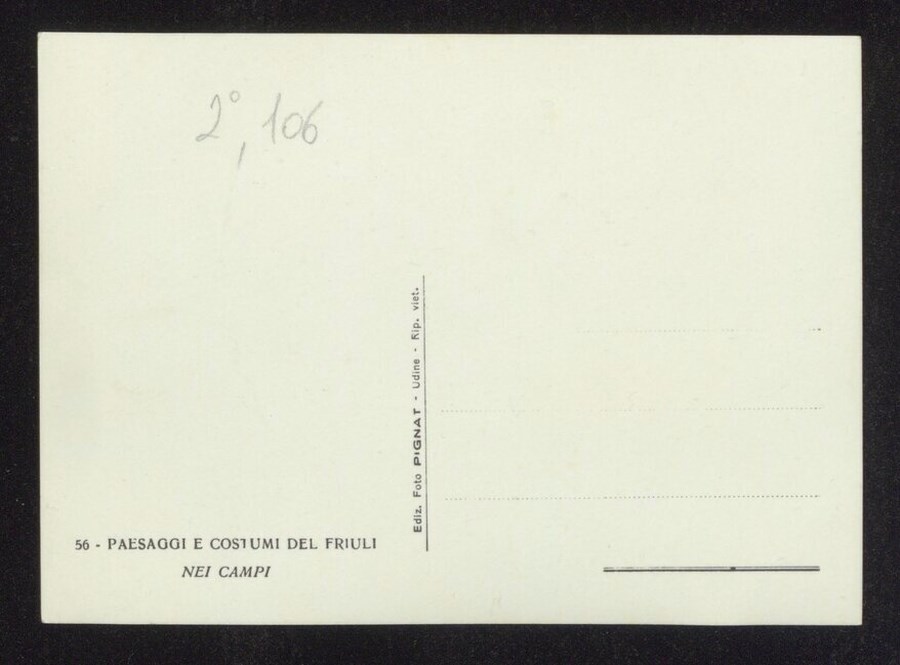 2°, 106
Ediz. Foto PIGNAT - Udine - Rip. viet.
56 - PAESAGGI E COSTUMI DEL FRIULI
NEI CAMPI